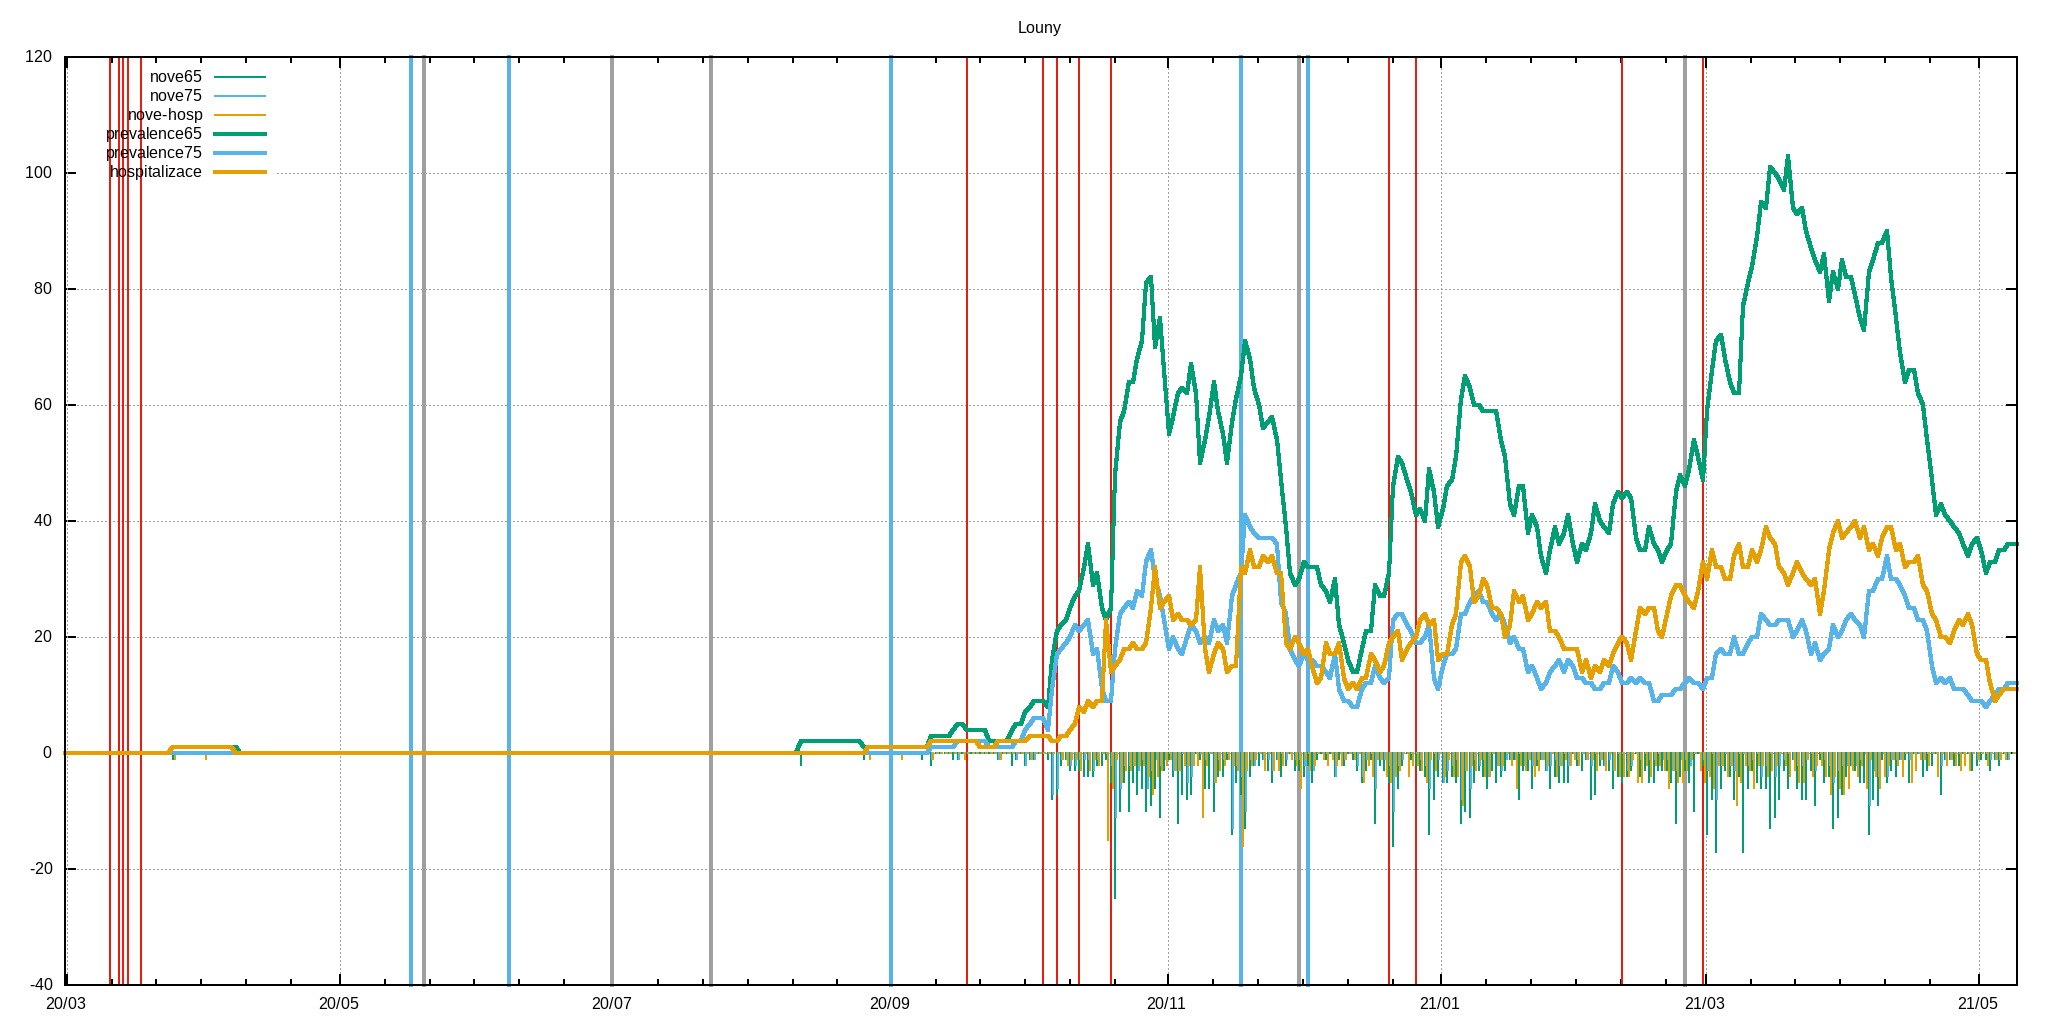 Louny
120
100
80
60
40
20
0
-20
-40
nove65
nove75
nove-hosp
prevalence65
prevalence75
hospitalizace
20/03 20/05 20/07 20/09 20/11 21/01 21/03 21/05